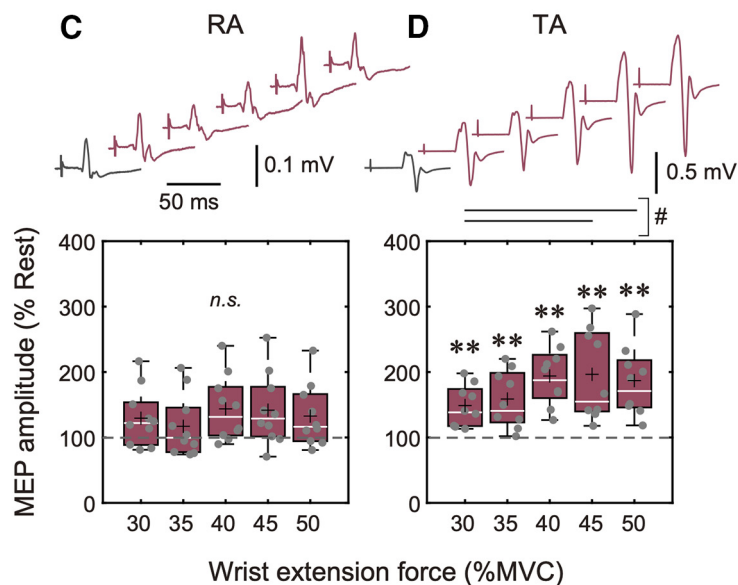 C RA D TA
0.1 mV
50 ms
0.5 mV
#
MEP amplitude (% Rest)
400 400
300 300
200 200
100 100
0 0
n.s.
** ** ** ** **
30 35 40 45 50 30 35 40 45 50
Wrist extension force (%MVC)